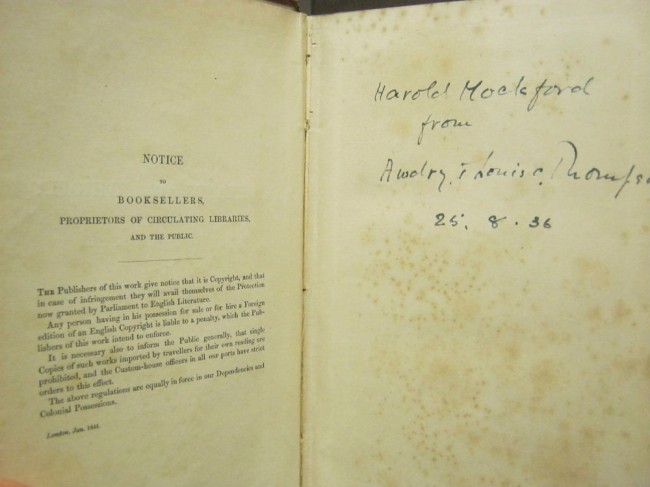 NOTICE
TO
BOOKSELLERS,
PROPRIETORS OF CIRCULATING LIBRARIES,
AND THE PUBLIC.
THE Publishers of this work give notice that it is Copyright, and that
in case of infringement they will avail themselves of the Protection
now granted by Parliament to English Literature.
Any person having in his possession for sale or for hire a Foreign
edition of an English Copyright is liable to a penalty, which the Pub-
lishers of this work intend to enforce.
It is necessary also to inform the Public generally, that single
Copies of such works imported by travellers for their own reading are
prohibited, and the Custom-house officers in all our ports have strict
orders to this effect.
The above regulations are equally in force in our Dependencies and
Colonial Possessions.
London, Jan.
Harold Mockford
from
Awdry, & Louis C.
25. 8. 36